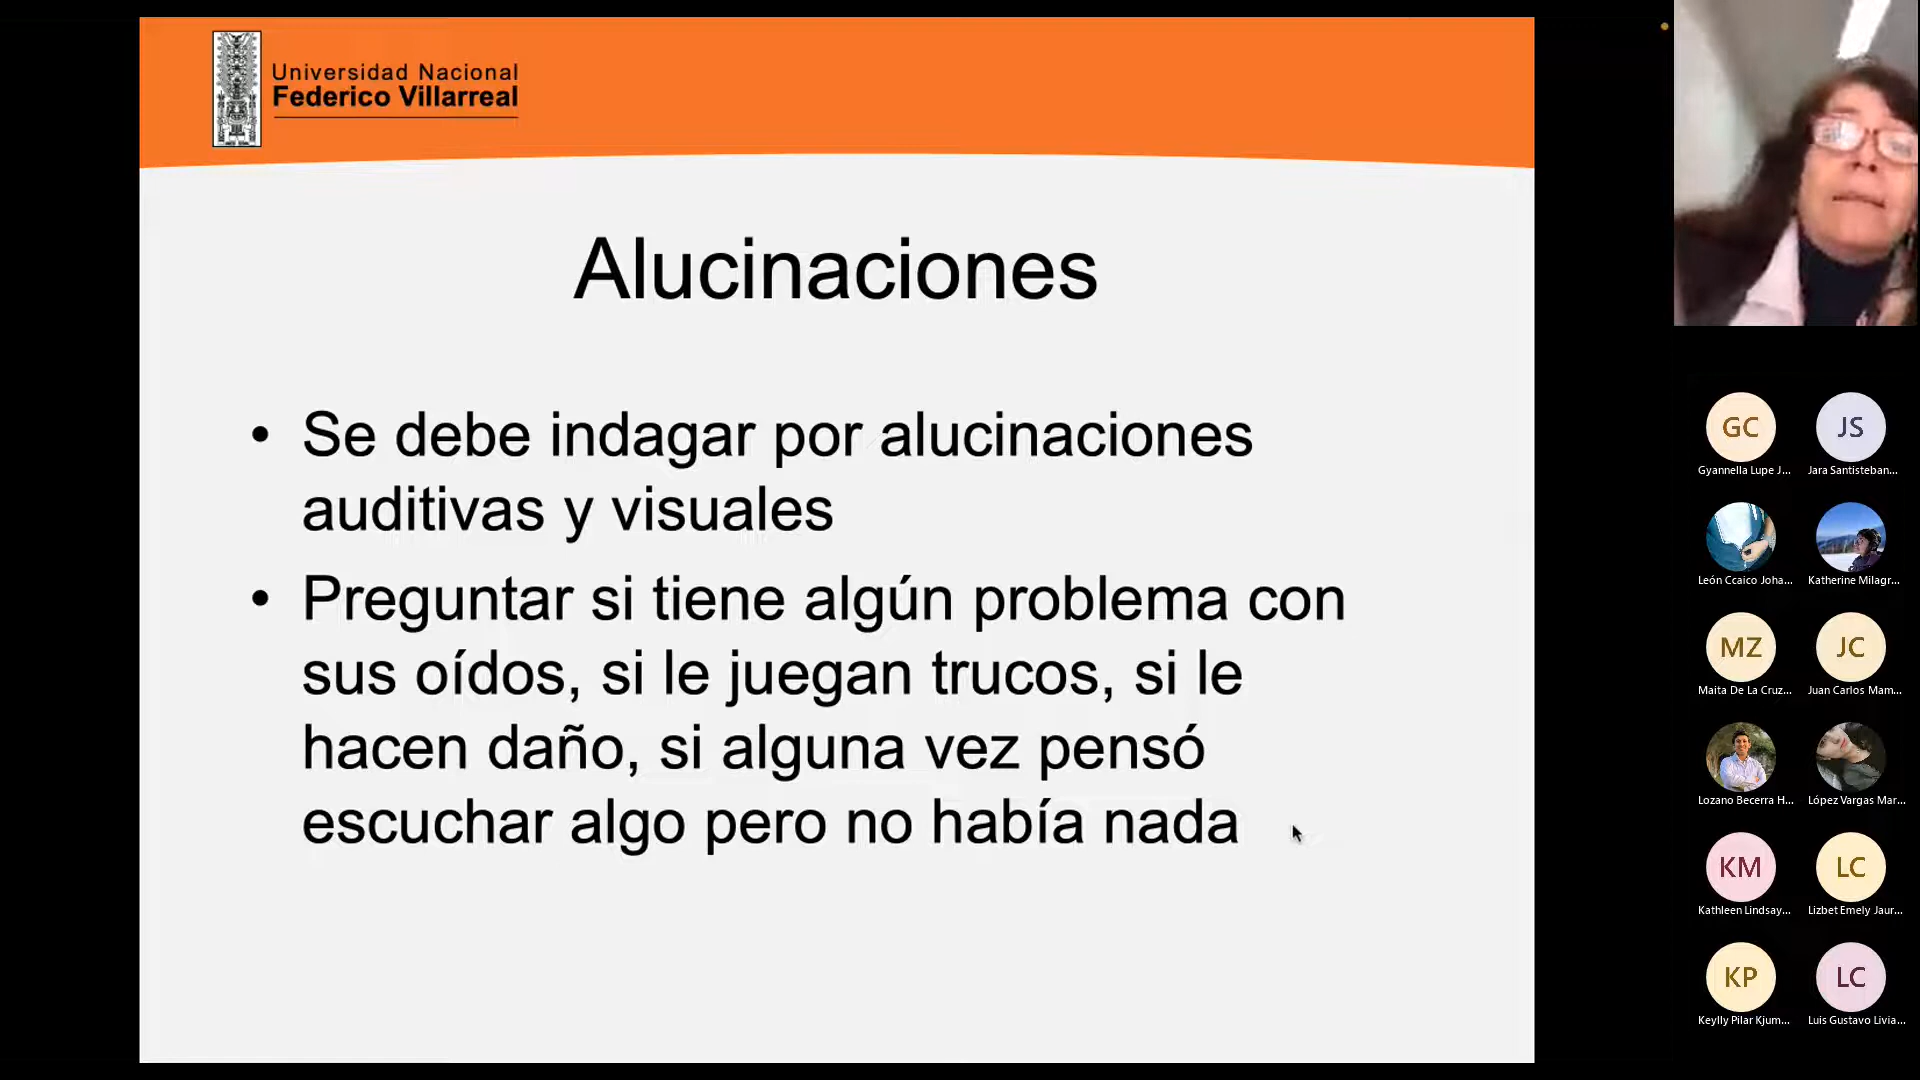 Universidad Nacional
Federico Villarreal
Alucinaciones
• Se debe indagar por alucinaciones
auditivas y visuales
• Preguntar si tiene algún problema con
sus oídos, si le juegan trucos, si le
hacen daño, si alguna vez pensó
escuchar algo pero no había nada
GC
JS
Gyannella Lupe J...
Jara Santisteban...
León Ccaico Joha...
Katherine Milagr...
MZ
JC
Maita De La Cruz...
Juan Carlos Mam...
Lozano Becerra H...
López Vargas Mar...
KM
LC
Kathleen Lindsay...
Lizbet Emely Jaur...
KP
LC
Keylly Pilar Kjum...
Luis Gustavo Livia...